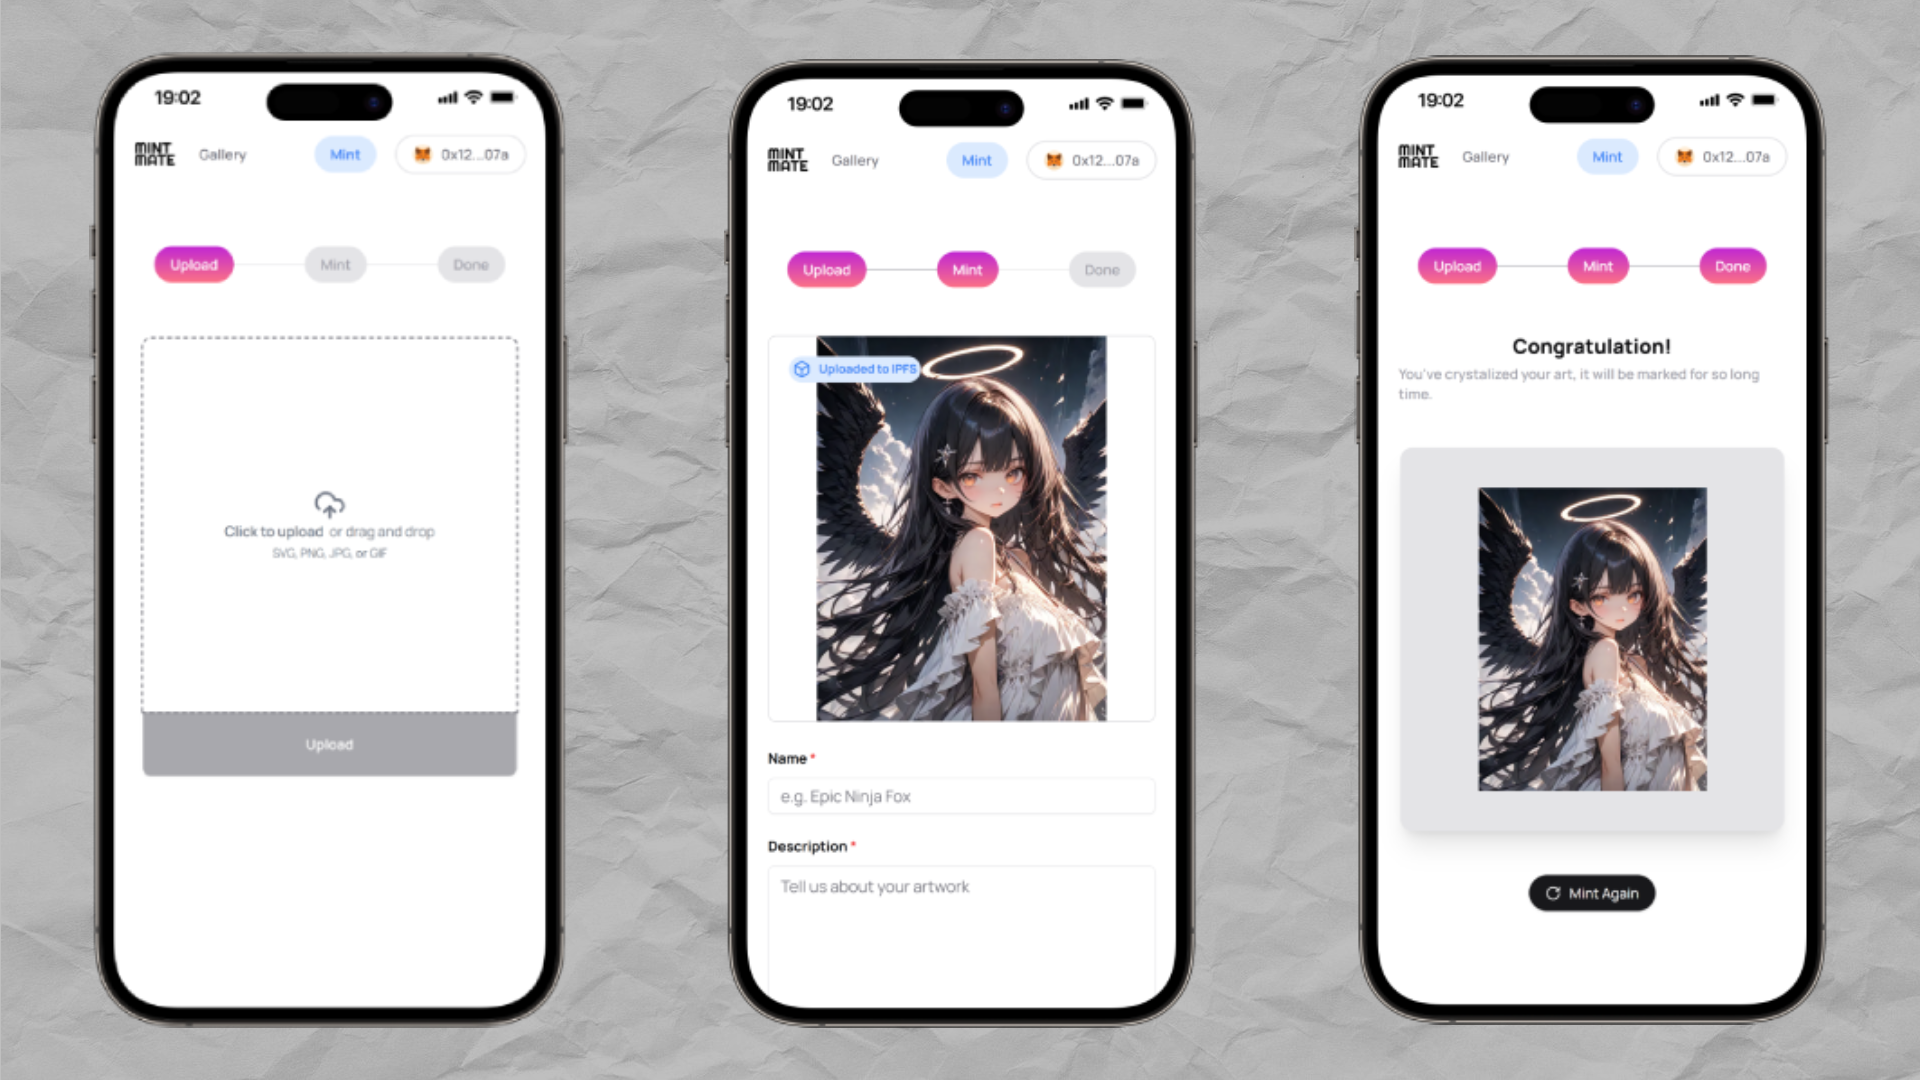 19:02
MINT
MATE
Gallery
Mint
0x12...07a
Upload
Mint
Done
Click to upload or drag and drop
SVG, PNG, JPG, or GIF
Upload
19:02
MINT
MATE
Gallery
Mint
0x12...07a
Upload
Mint
Done
Uploaded to IPFS
Name *
e.g. Epic Ninja Fox
Description *
Tell us about your artwork
19:02
MINT
MATE
Gallery
Mint
0x12...07a
Upload
Mint
Done
Congratulation!
You've crystalized your art, it will be marked for so long
time.
Mint Again